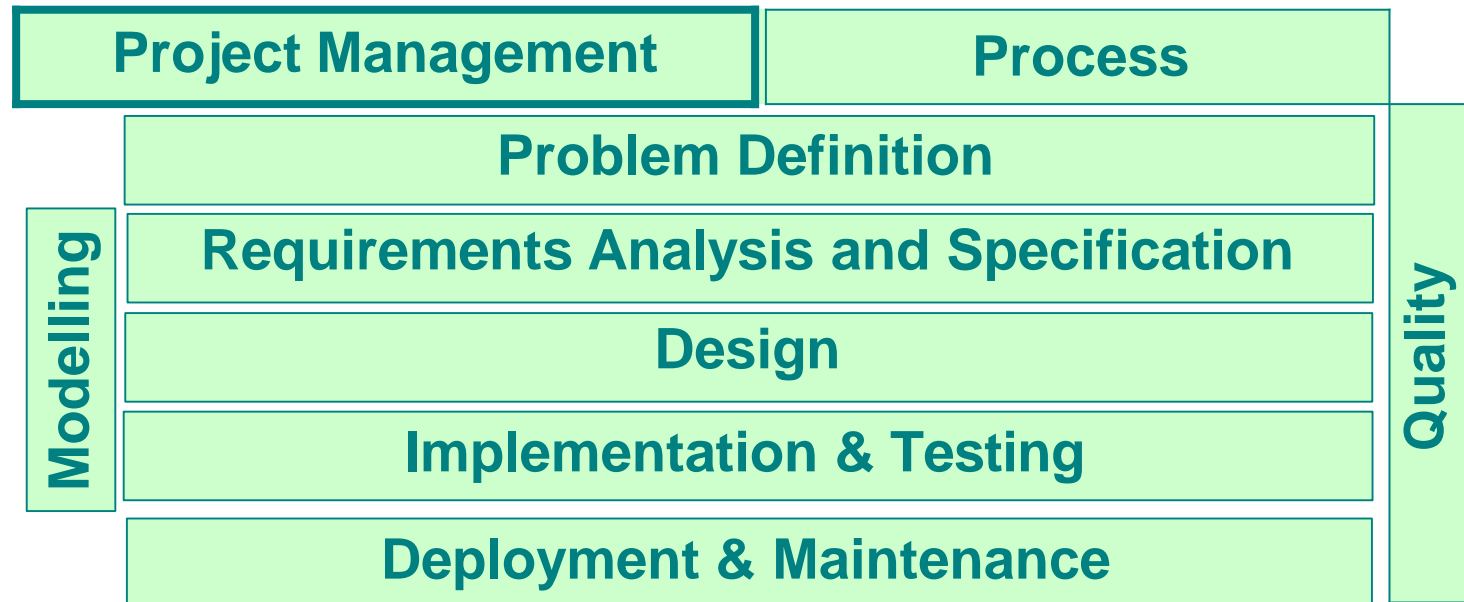 Project Management
Process
Problem Definition
Modelling
Requirements Analysis and Specification
Design
Implementation & Testing
Deployment & Maintenance
Quality